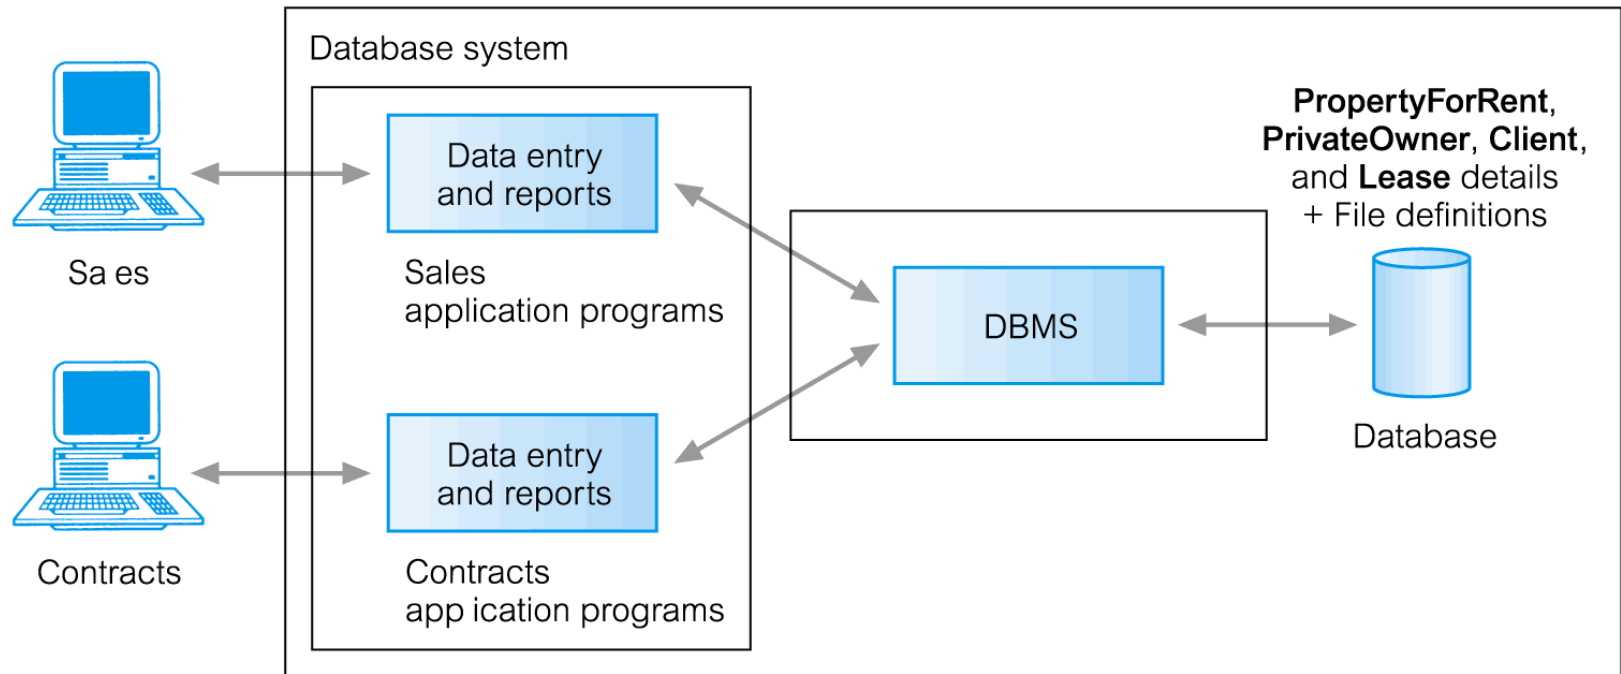 Database system
Data entry
and reports
Sales
application programs
Sa es
Data entry
and reports
Contracts
app ication programs
Contracts
DBMS
PropertyForRent,
PrivateOwner, Client,
and Lease details
+ File definitions
Database